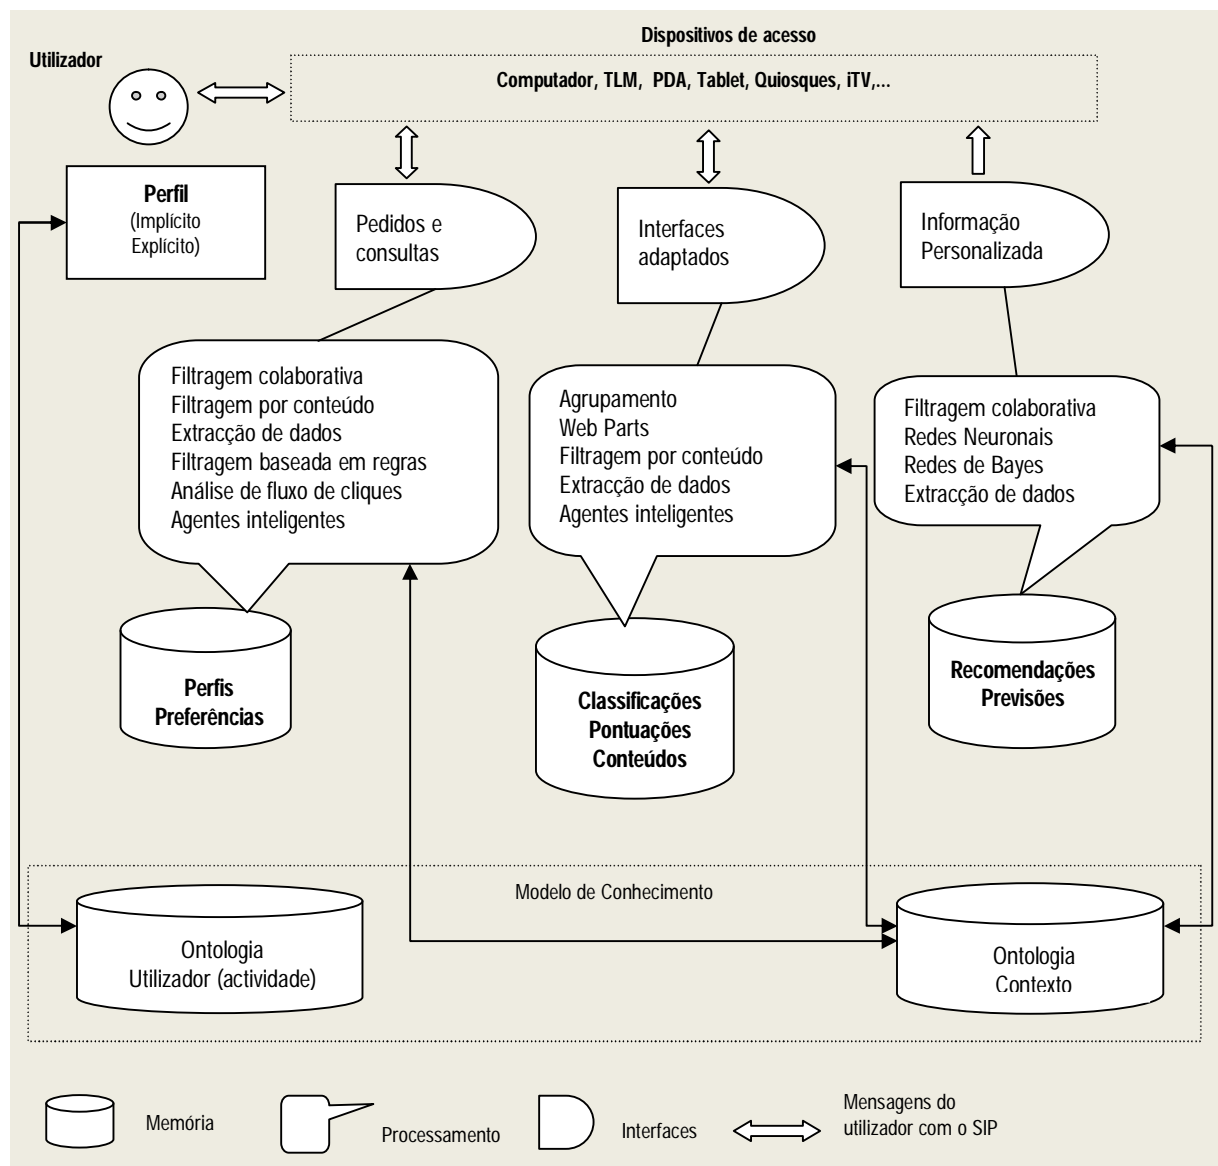 Dispositivos de acesso
Utilizador
Computador, TLM, PDA, Tablet, Quiosques, iTV,...
Perfil
(Implícito
Explícito)
Pedidos e
consultas
Interfaces
adaptados
Informação
Personalizada
Filtragem colaborativa
Filtragem por conteúdo
Extracção de dados
Filtragem baseada em regras
Análise de fluxo de cliques
Agentes inteligentes
Agrupamento
Web Parts
Filtragem por conteúdo
Extracção de dados
Agentes inteligentes
Filtragem colaborativa
Redes Neuronais
Redes de Bayes
Extracção de dados
Perfis
Preferências
Classificações
Pontuações
Conteúdos
Recomendações
Previsões
Modelo de Conhecimento
Ontologia
Utilizador (actividade)
Ontologia
Contexto
Memória
Processamento
Interfaces
Mensagens do
utilizador com o SIP